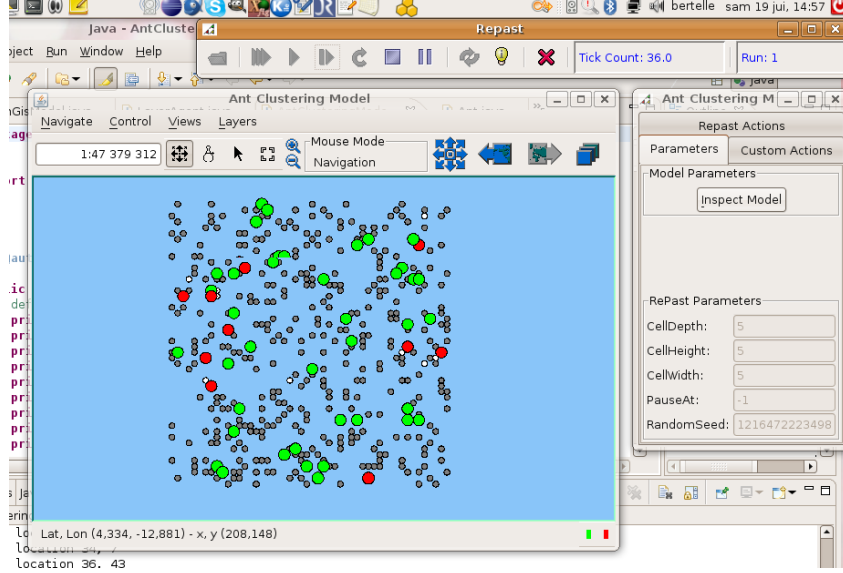 bertelle sam 19 jui, 14:57
Java - AntCluste
Repast
oject Run Window Help
Tick Count: 36.0
Run: 1
Java
Ant Clustering Model
Ant Clustering M
Navigate Control Views Layers
Repast Actions
1:47 379 312
Mouse Mode
Navigation
Parameters
Custom Actions
Model Parameters
Inspect Model
RePast Parameters
CellDepth: 5
CellHeight: 5
CellWidth: 5
PauseAt: -1
RandomSeed: 1216472223498
Lat, Lon (4,334, -12,881) - x, y (208,148)
location 36, 43